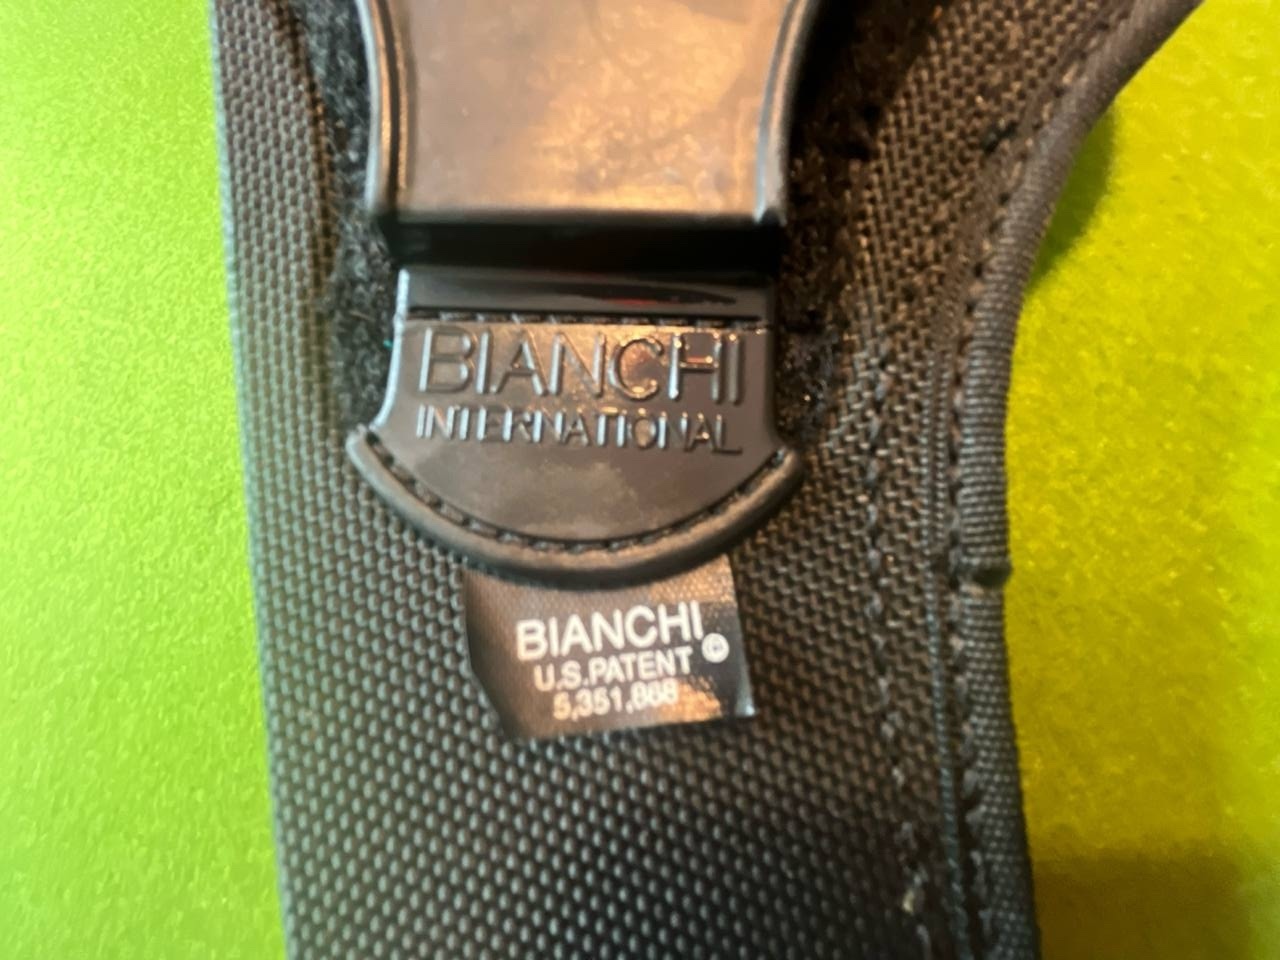 BIANCHI
INTERNATIONAL
BIANCHI ©
U.S.PATENT
5,351,868